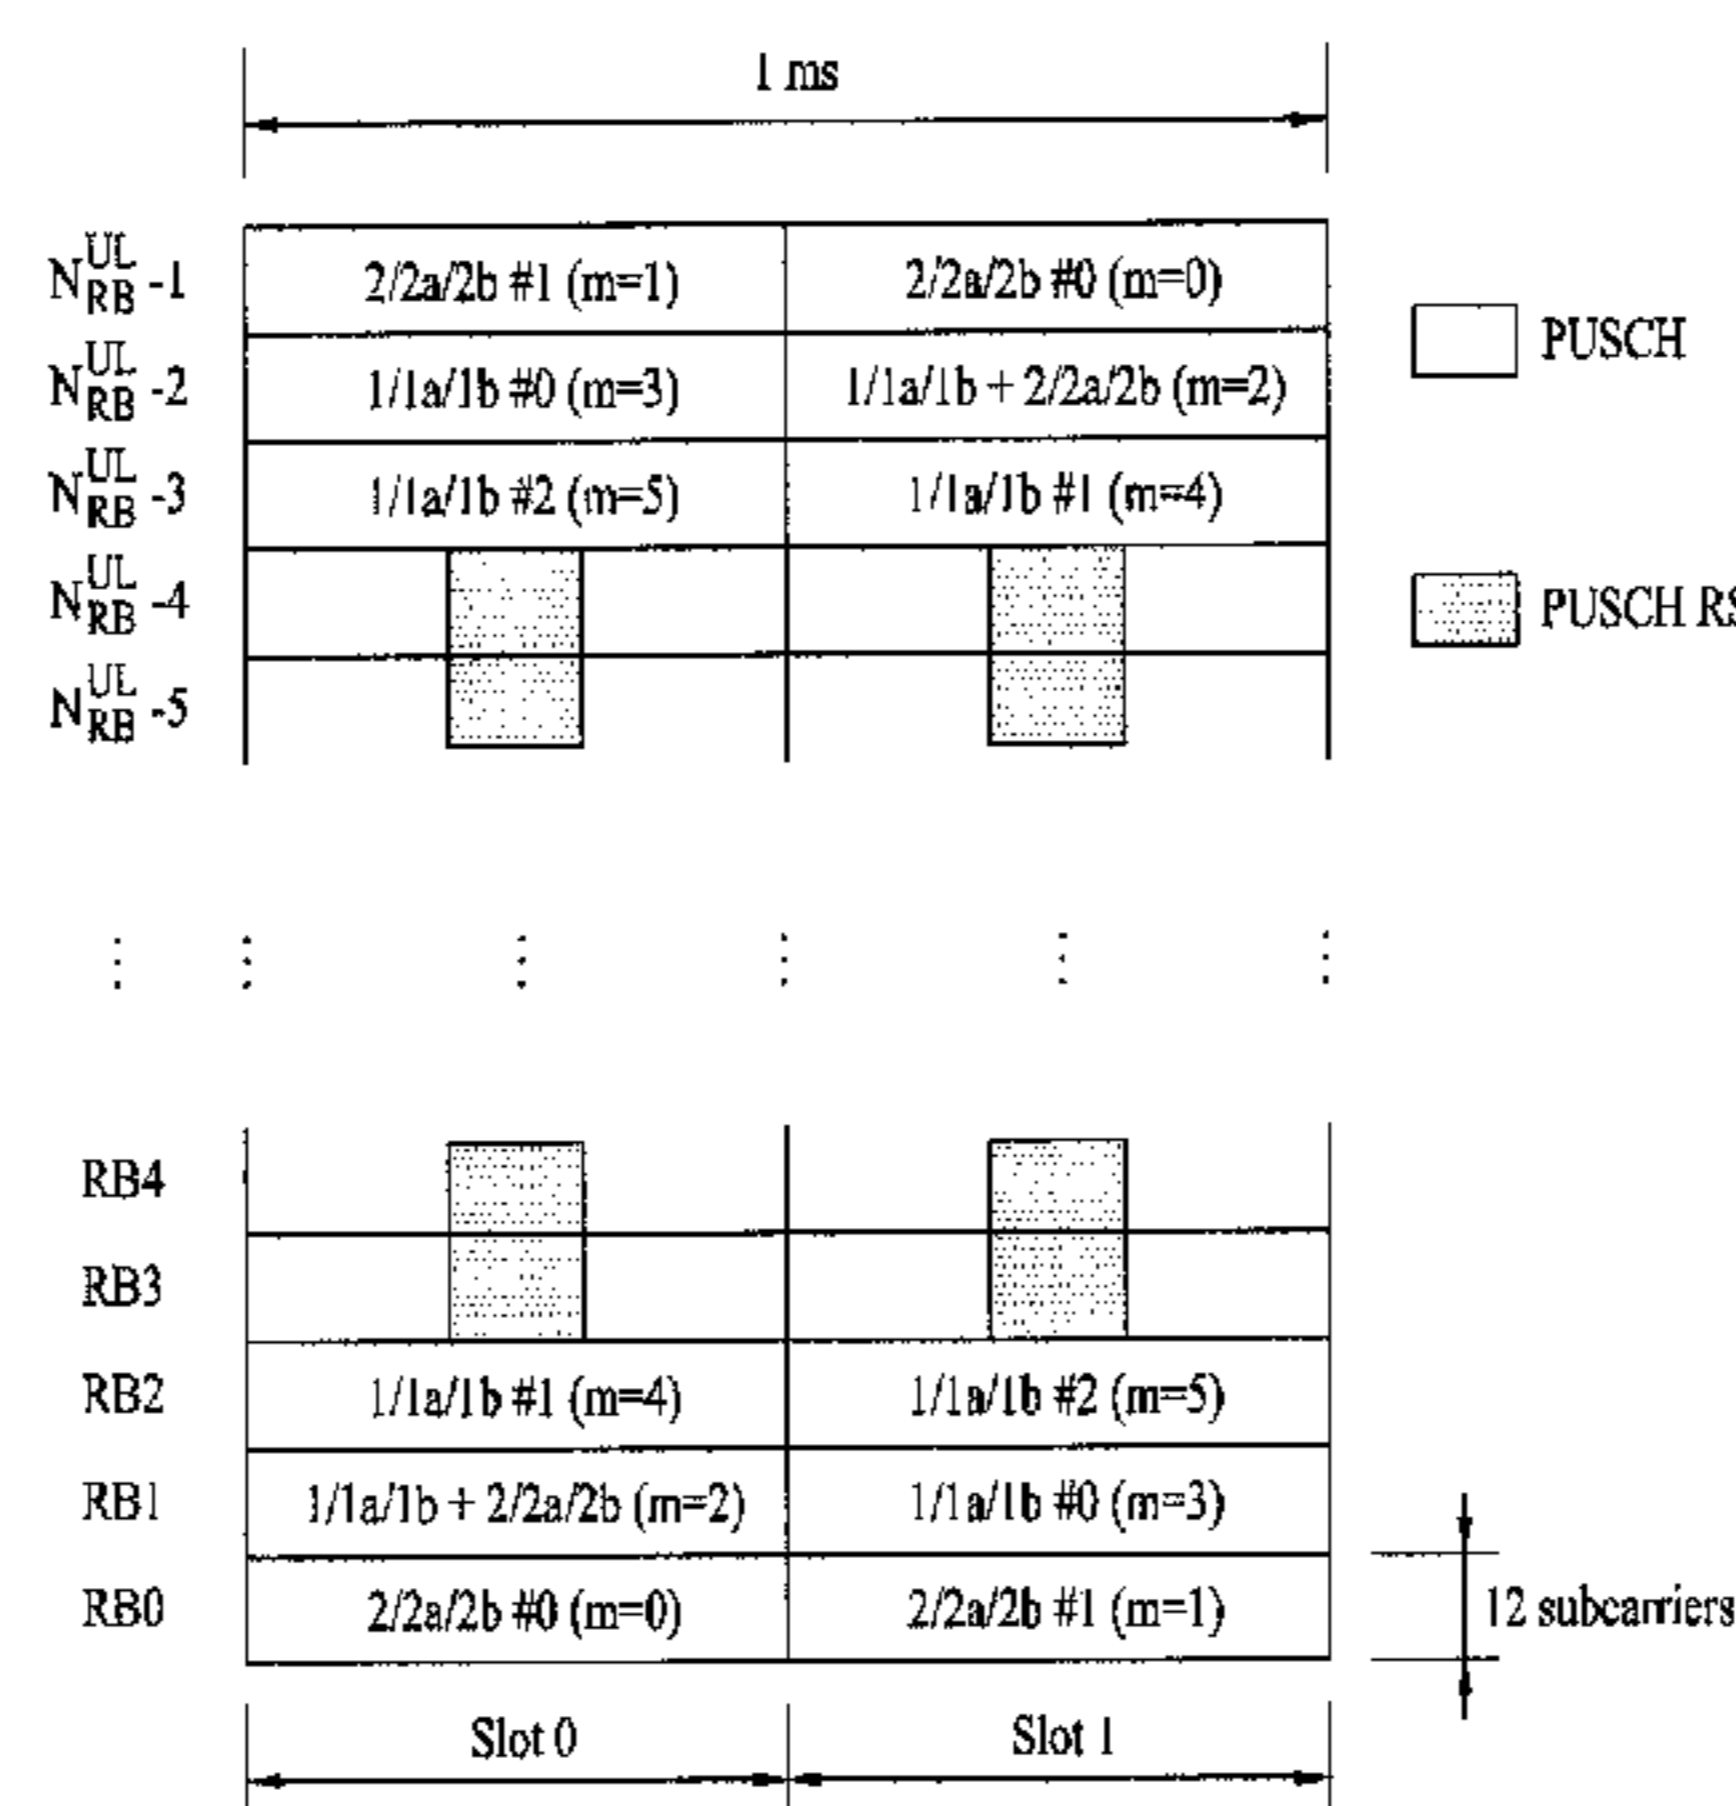 1 ms
N_RB^UL -1
2/2a/2b #1 (m=1)
2/2a/2b #0 (m=0)
PUSCH
N_RB^UL -2
1/1a/1b #0 (m=3)
1/1a/1b + 2/2a/2b (m=2)
N_RB^UL -3
1/1a/1b #2 (m=5)
1/1a/1b #1 (m=4)
N_RB^UL -4
PUSCH RS
N_RB^UL -5
RB4
RB3
RB2
1/1a/1b #1 (m=4)
1/1a/1b #2 (m=5)
RB1
1/1a/1b + 2/2a/2b (m=2)
1/1a/1b #0 (m=3)
RB0
2/2a/2b #0 (m=0)
2/2a/2b #1 (m=1)
12 subcarriers
Slot 0
Slot 1